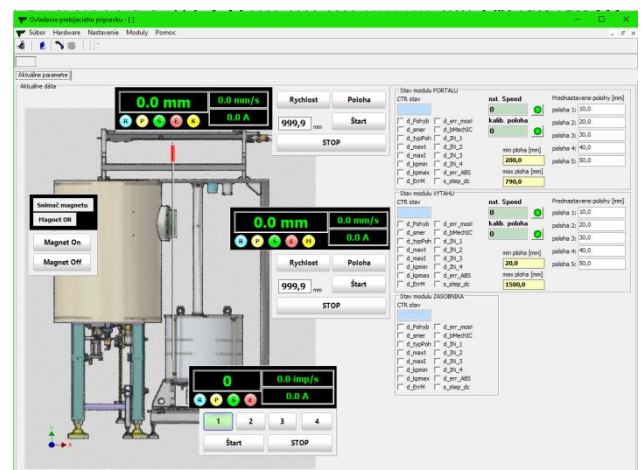 Ovladanie prebijacieho pripravku - [ ]
Súbor Hardware Nastavenie Moduly Pomoc
Aktuálne parametre
Aktuálne dáta
0.0 mm
0.0 mm/s
0.0 A
R P S E K
Rychlost Poloha
999,9 mm Štart
STOP
Snímač magnetu
Magnet ON
Magnet On
Magnet Off
0.0 mm
0.0 mm/s
0.0 A
R P S E M
Rychlost Poloha
999,9 mm Štart
STOP
0
0.0 imp/s
0.0 A
R P S E
1 2 3 4
Štart STOP
Stav modulu PORTALU
CTR stav
d_Pohyb d_err_mosI
d_smer d_bMechIC
d_typPoh d_IN_1
d_maxt d_IN_2
d_maxI d_IN_3
d_kpmin d_IN_4
d_kpmax d_err_ABS
d_ErrM s_step_dc
nst. Speed
0
kalib. poloha
0
min ploha [mm]
200,0
max ploha [mm]
790,0
Prednastavene polohy [mm]
poloha 1: 10,0
poloha 2: 20,0
poloha 3: 30,0
poloha 4: 40,0
poloha 5: 50,0
Stav modulu VYTAHU
CTR stav
d_Pohyb d_err_mosI
d_smer d_bMechIC
d_typPoh d_IN_1
d_maxt d_IN_2
d_maxI d_IN_3
d_kpmin d_IN_4
d_kpmax d_err_ABS
d_ErrM s_step_dc
nst. Speed
0
kalib. poloha
0
min ploha [mm]
20,0
max ploha [mm]
1500,0
Prednastavene polohy [mm]
poloha 1: 10,0
poloha 2: 20,0
poloha 3: 30,0
poloha 4: 40,0
poloha 5: 50,0
Stav modulu ZASOBNIKA
CTR stav
d_Pohyb d_err_mosI
d_smer d_bMechIC
d_typPoh d_IN_1
d_maxt d_IN_2
d_maxI d_IN_3
d_kpmin d_IN_4
d_kpmax d_err_ABS
d_ErrM s_step_dc